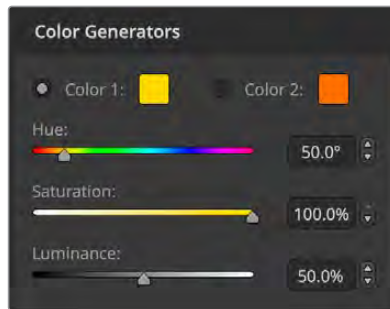 Color Generators
Color 1: Color 2:
Hue:
50.0°
Saturation:
100.0%
Luminance:
50.0%